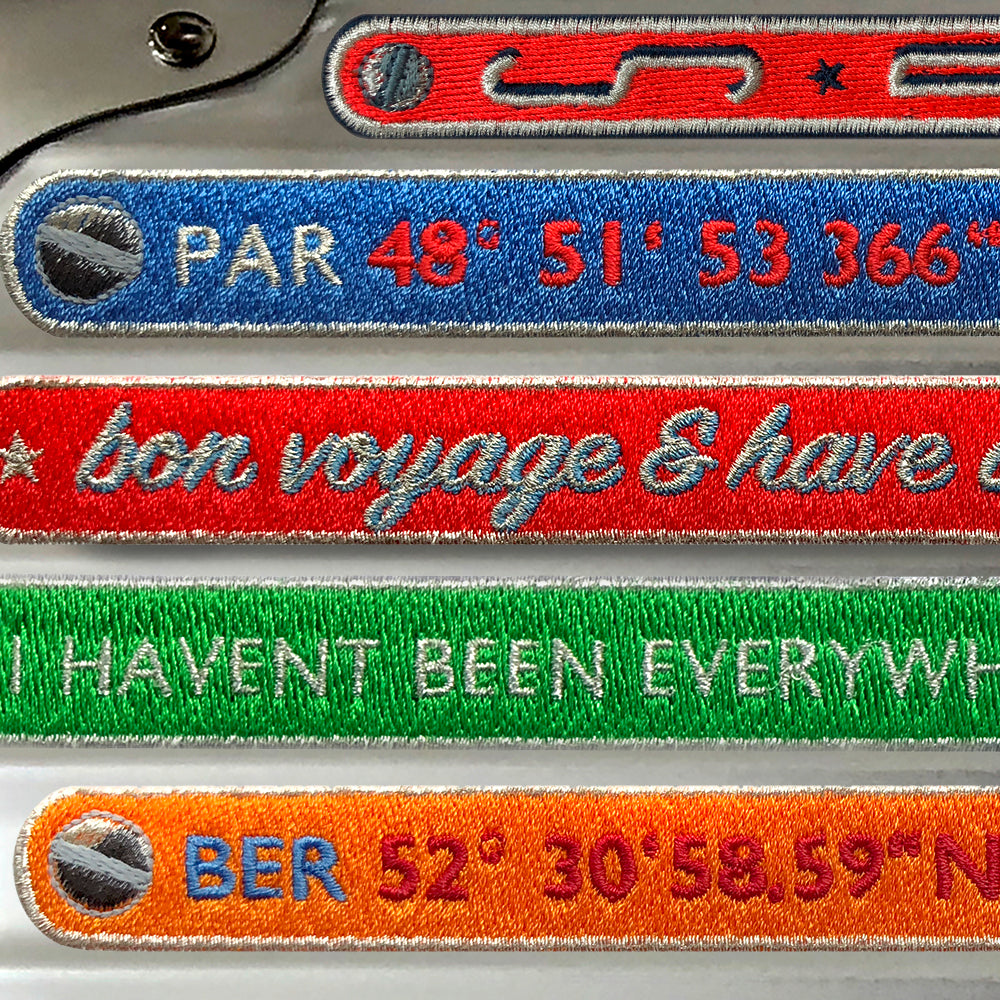 PAR 48° 51' 53 366"
bon voyage & have
I HAVENT BEEN EVERYWH
BER 52° 30'58.59"N